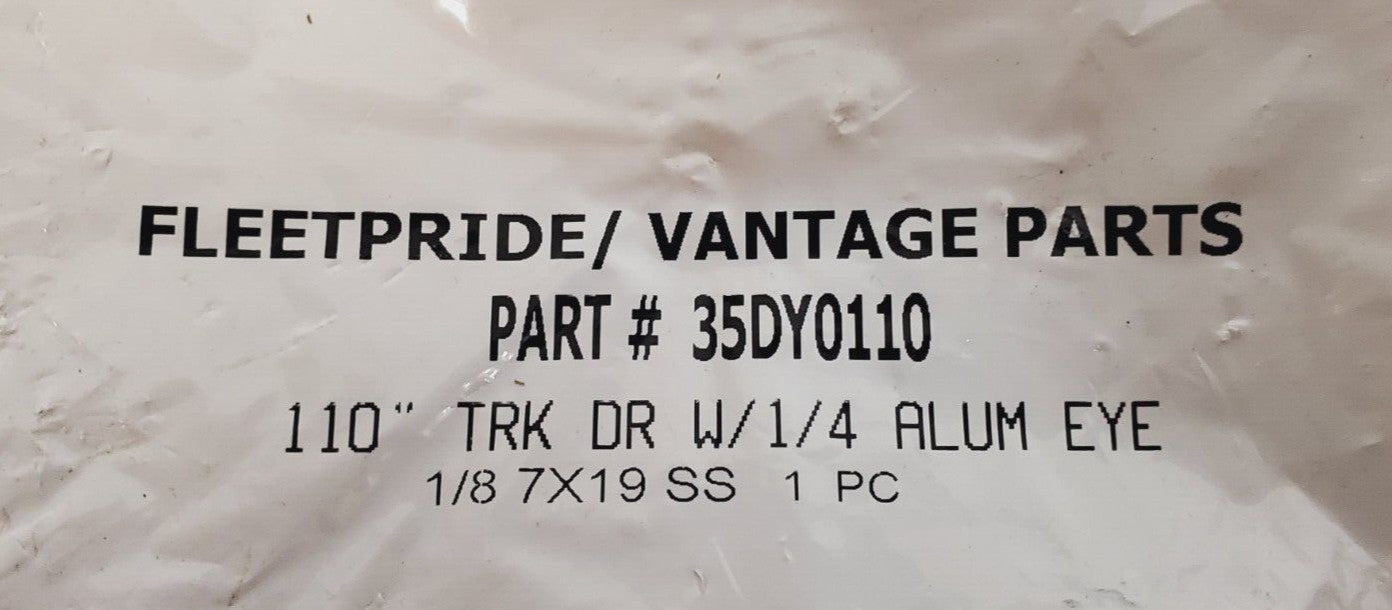 FLEETPRIDE/ VANTAGE PARTS
PART # 35DY0110
110" TRK DR W/1/4 ALUM EYE
1/8 7X19 SS 1 PC